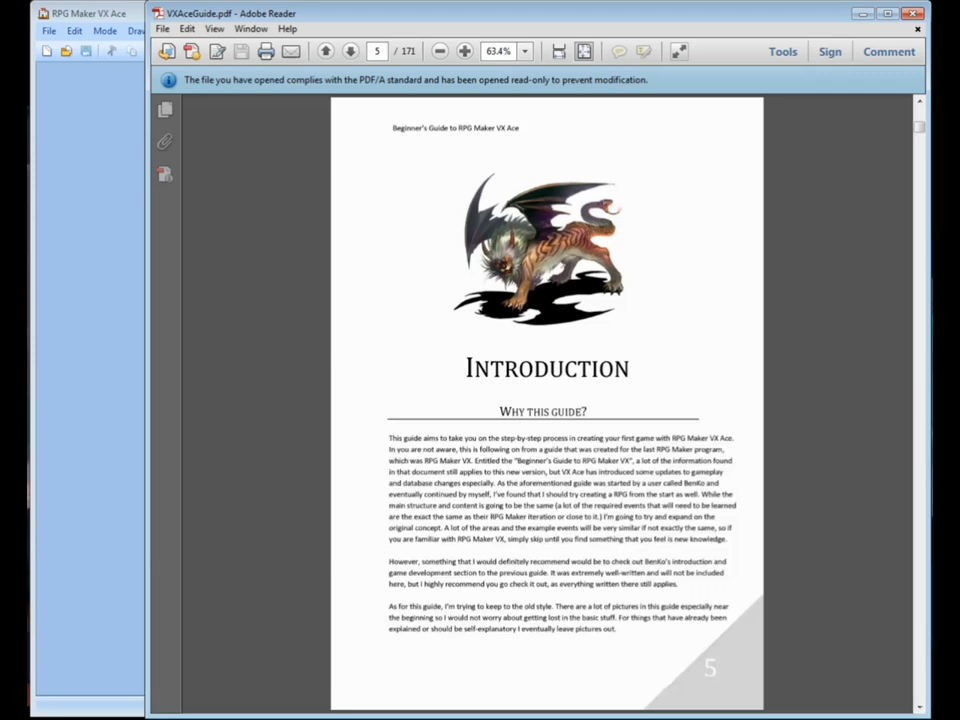 RPG Maker VX Ace
File Edit Mode Draw
VXAceGuide.pdf - Adobe Reader
File Edit View Window Help
5 / 171
63.4%
Tools Sign Comment
The file you have opened complies with the PDF/A standard and has been opened read-only to prevent modification.
Beginner's Guide to RPG Maker VX Ace
INTRODUCTION
WHY THIS GUIDE?
This guide aims to take you on the step-by-step process in creating your first game with RPG Maker VX Ace.
In you are not aware, this is following on from a guide that was created for the last RPG Maker program,
which was RPG Maker VX. Entitled the "Beginner's Guide to RPG Maker VX", a lot of the information found
in that document still applies to this new version, but VX Ace has introduced some updates to gameplay
and database changes especially. As the aforementioned guide was started by a user called BenKo and
eventually continued by myself, I've found that I should try creating a RPG from the start as well. While the
main structure and content is going to be the same (a lot of the required events that will need to be learned
are the exact the same as their RPG Maker iteration or close to it.) I'm going to try and expand on the
original concept. A lot of the areas and the example events will be very similar if not exactly the same, so if
you are familiar with RPG Maker VX, simply skip until you find something that you feel is new knowledge.
However, something that I would definitely recommend would be to check out BenKo's introduction and
game development section to the previous guide. It was extremely well-written and will not be included
here, but I highly recommend you go check it out, as everything written there still applies.
As for this guide, I'm trying to keep to the old style. There are a lot of pictures in this guide especially near
the beginning so I would not worry about getting lost in the basic stuff. For things that have already been
explained or should be self-explanatory I eventually leave pictures out.
5